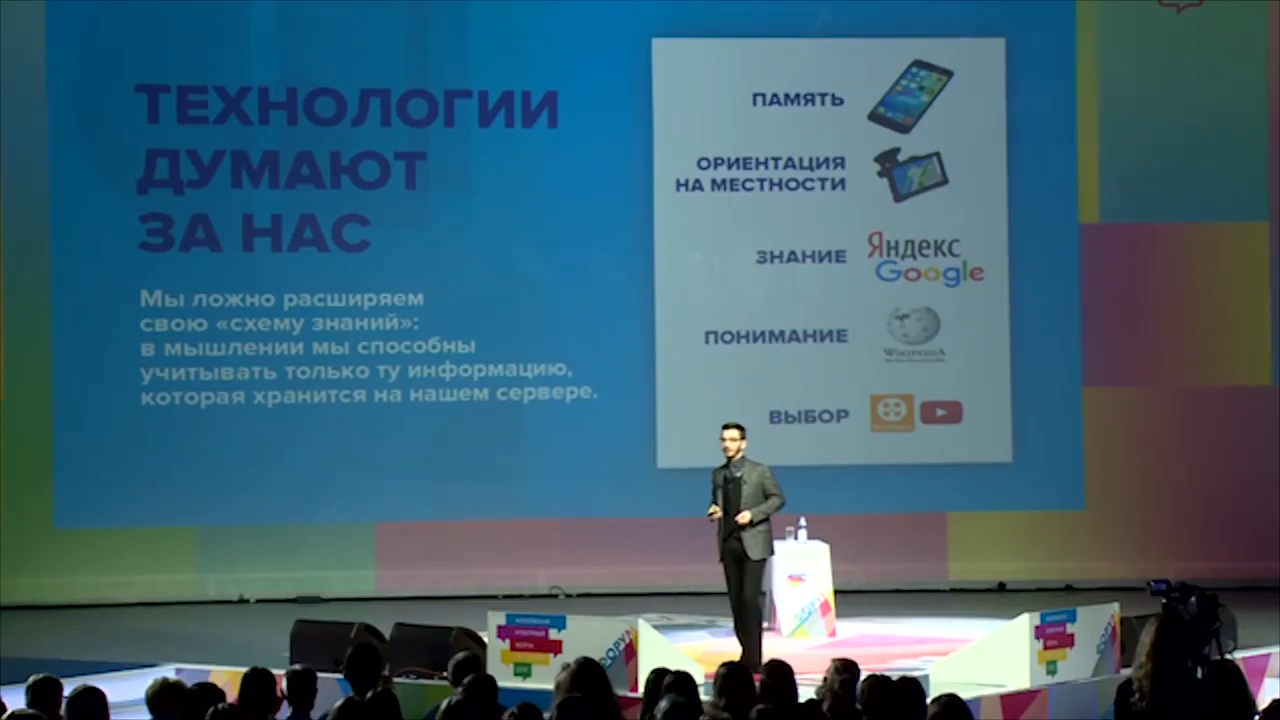 ТЕХНОЛОГИИ
ДУМАЮТ
ЗА НАС
Мы ложно расширяем
свою «схему знаний»:
в мышлении мы способны
учитывать только ту информацию,
которая хранится на нашем сервере.
ПАМЯТЬ
ОРИЕНТАЦИЯ
НА МЕСТНОСТИ
ЗНАНИЕ
Яндекс
Google
ПОНИМАНИЕ
WIKIPEDIA
ВЫБОР